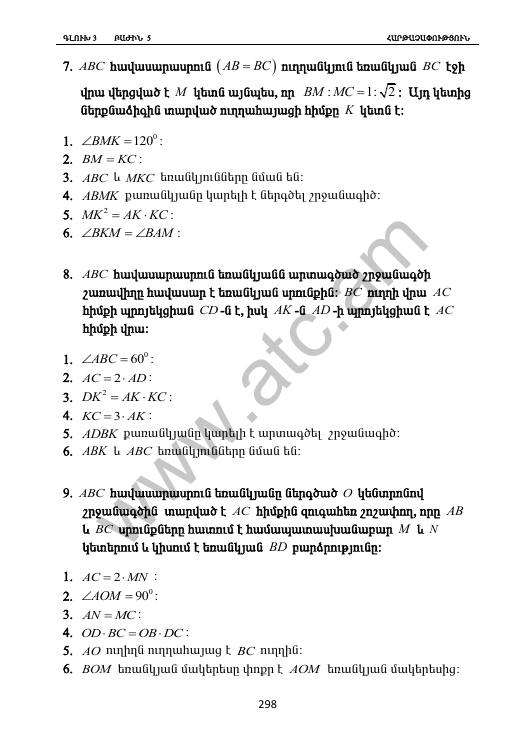 ԳԼՈՒԽ 3 ԲԱԺԻՆ 5 ՀԱՐԹԱՉԱՓՈՒԹՅՈՒՆ
7. ABC հավասարասրուն (AB = BC) ուղղանկյուն եռանկյան BC էջի
վրա վերցված է M կետն այնպես, որ BM : MC = 1 : √2 : Այդ կետից
ներքնաձիգին տարված ուղղահայացի հիմքը K կետն է:
1. ∠BMK = 120⁰ :
2. BM = KC :
3. ABC և MKC եռանկյունները նման են:
4. ABMK քառանկյանը կարելի է ներգծել շրջանագիծ:
5. MK² = AK · KC :
6. ∠BKM = ∠BAM :
8. ABC հավասարասրուն եռանկյանն արտագծած շրջանագծի
շառավիղը հավասար է եռանկյան սրունքին: BC ուղղի վրա AC
հիմքի պրոյեկցիան CD-ն է, իսկ AK-ն AD-ի պրոյեկցիան է AC
հիմքի վրա:
1. ∠ABC = 60⁰ :
2. AC = 2 · AD :
3. DK² = AK · KC :
4. KC = 3 · AK :
5. ADBK քառանկյանը կարելի է արտագծել շրջանագիծ:
6. ABK և ABC եռանկյունները նման են:
9. ABC հավասարասրուն եռանկյանը ներգծած O կենտրոնով
շրջանագծին տարված է AC հիմքին զուգահեռ շոշափող, որը AB
և BC սրունքները հատում է համապատասխանաբար M և N
կետերում և կիսում է եռանկյան BD բարձրությունը:
1. AC = 2 · MN :
2. ∠AOM = 90⁰ :
3. AN = MC :
4. OD · BC = OB · DC :
5. AO ուղիղն ուղղահայաց է BC ուղղին:
6. BOM եռանկյան մակերեսը փոքր է AOM եռանկյան մակերեսից:
298
www.atc.am